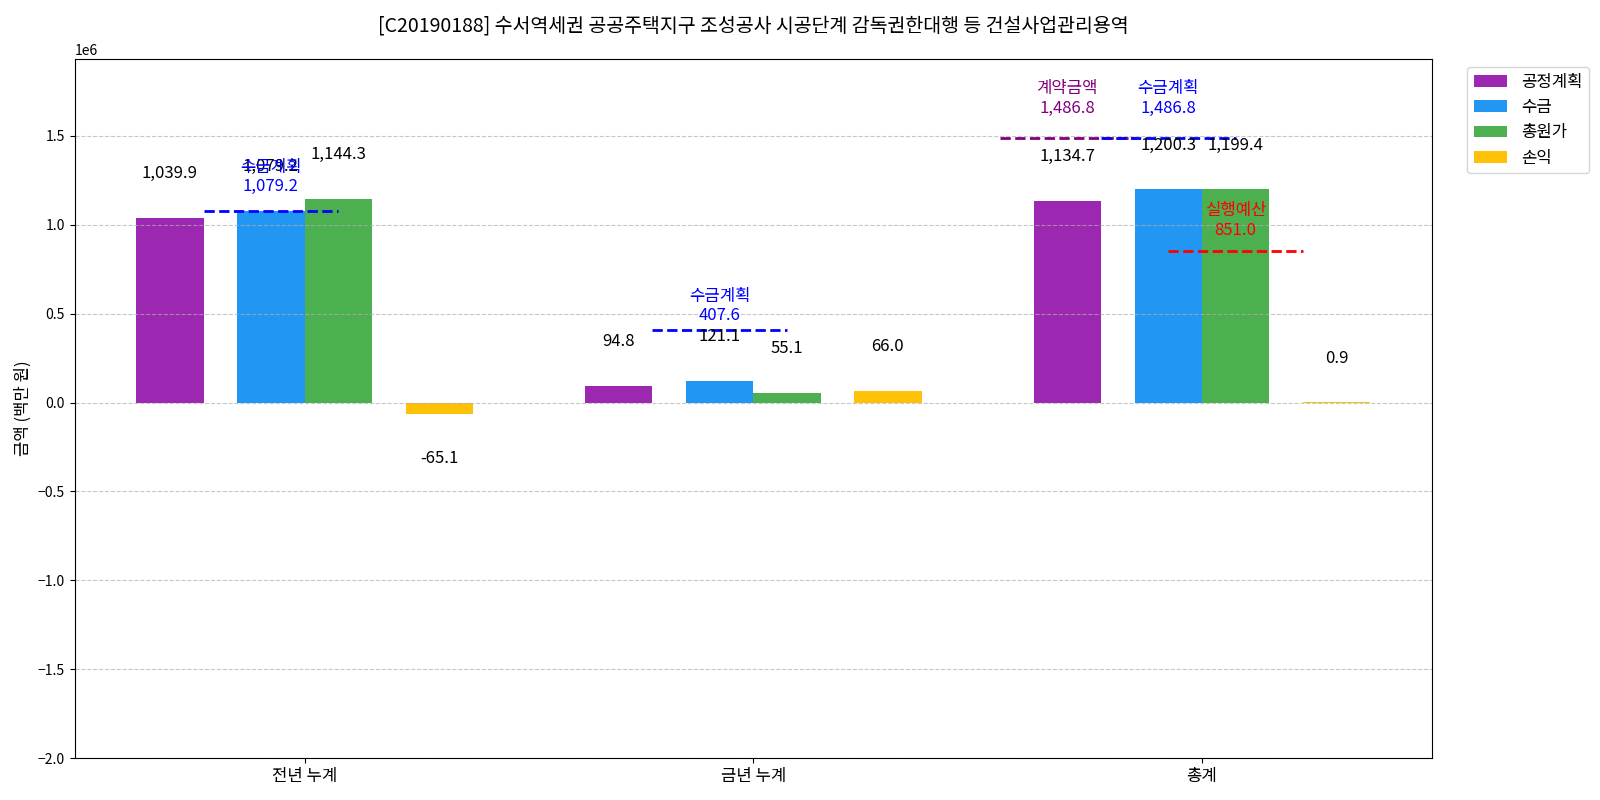 [C20190188] 수서역세권 공공주택지구 조성공사 시공단계 감독권한대행 등 건설사업관리용역
1e6
금액 (백만 원)
1.5
1.0
0.5
0.0
−0.5
−1.0
−1.5
−2.0
1,039.9
1,079.2
수금계획
1,079.2
1,144.3
-65.1
수금계획
407.6
94.8
121.1
55.1
66.0
계약금액
1,486.8
수금계획
1,486.8
1,134.7
1,200.3
1,199.4
실행예산
851.0
0.9
전년 누계
금년 누계
총계
공정계획
수금
총원가
손익